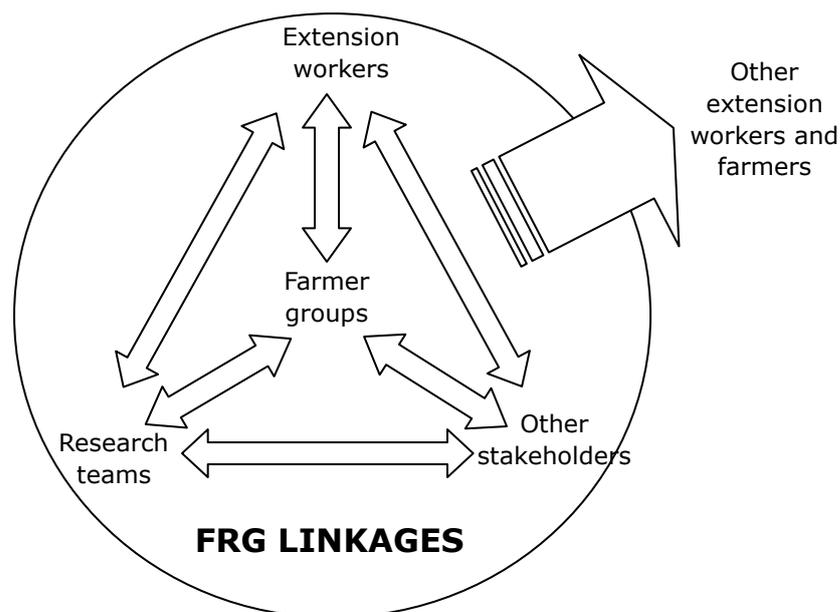 Extension
workers
Other
extension
workers and
farmers
Farmer
groups
Research
teams
Other
stakeholders
FRG LINKAGES